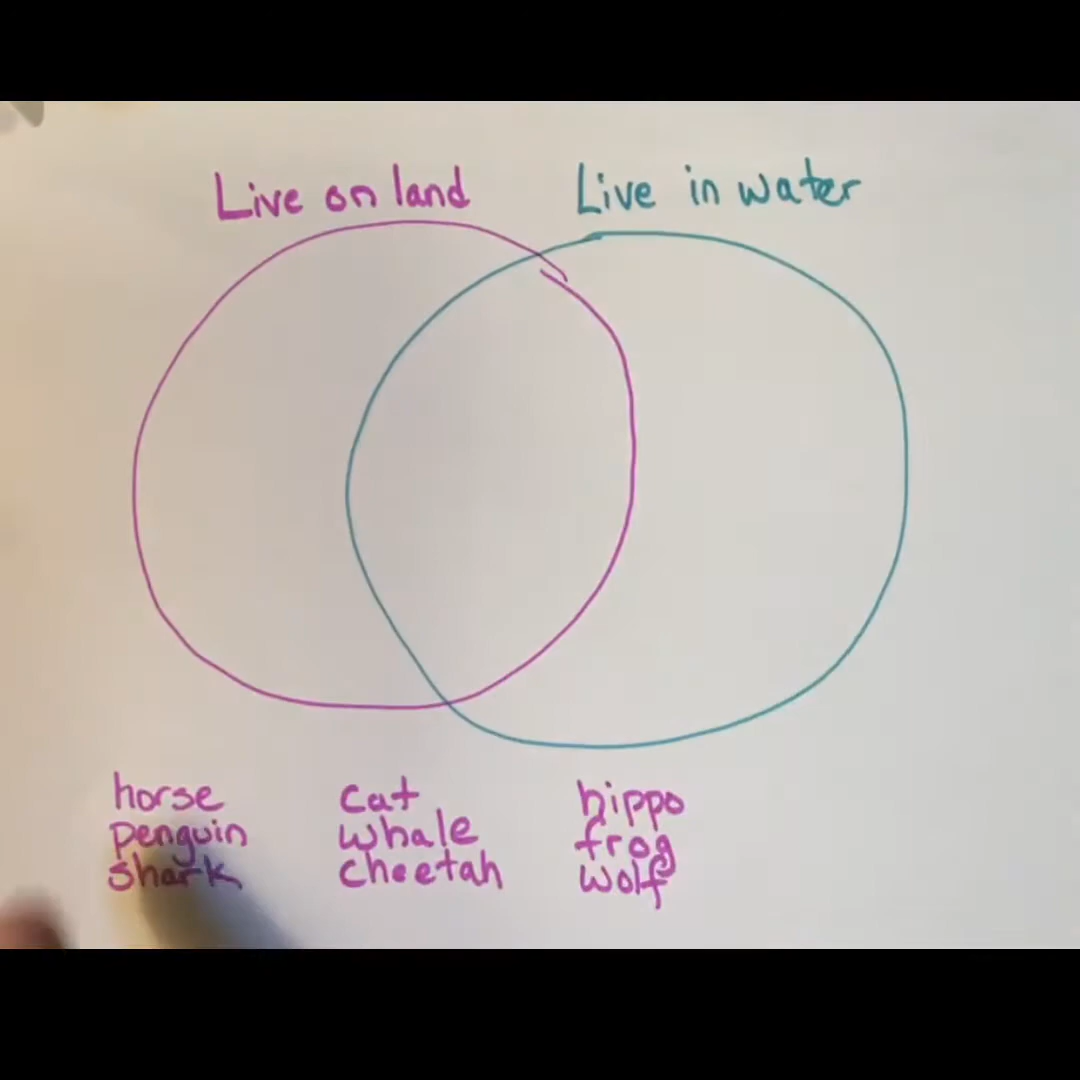 Live on land
Live in water
horse
penguin
shark
cat
whale
cheetah
hippo
frog
wolf